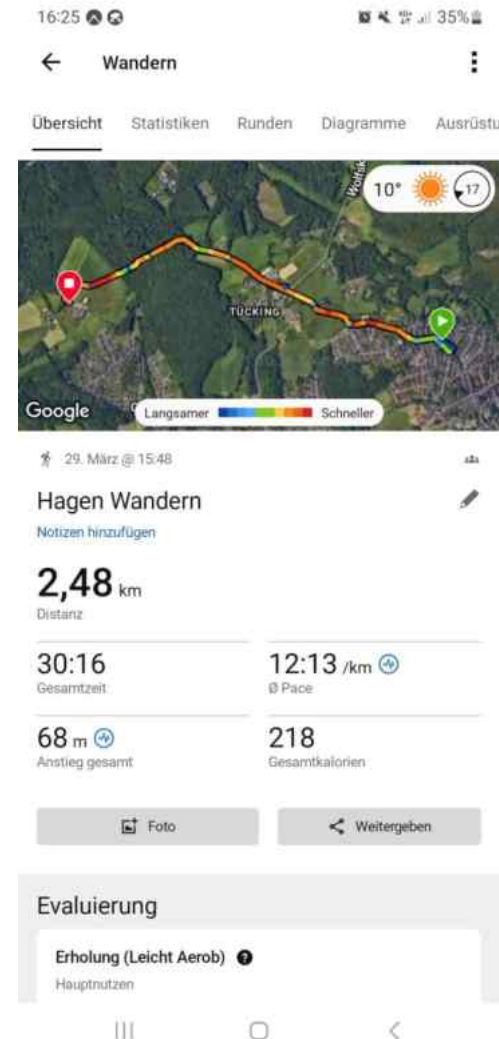 16:25
35%
Wandern
Übersicht Statistiken Runden Diagramme Ausrüstu
Wolfsk
10° 17
TÜCKING
Google
Langsamer Schneller
29. März @ 15:48
Hagen Wandern
Notizen hinzufügen
2,48 km
Distanz
30:16 12:13 /km
Gesamtzeit Ø Pace
68 m 218
Anstieg gesamt Gesamtkalorien
Foto Weitergeben
Evaluierung
Erholung (Leicht Aerob) ?
Hauptnutzen